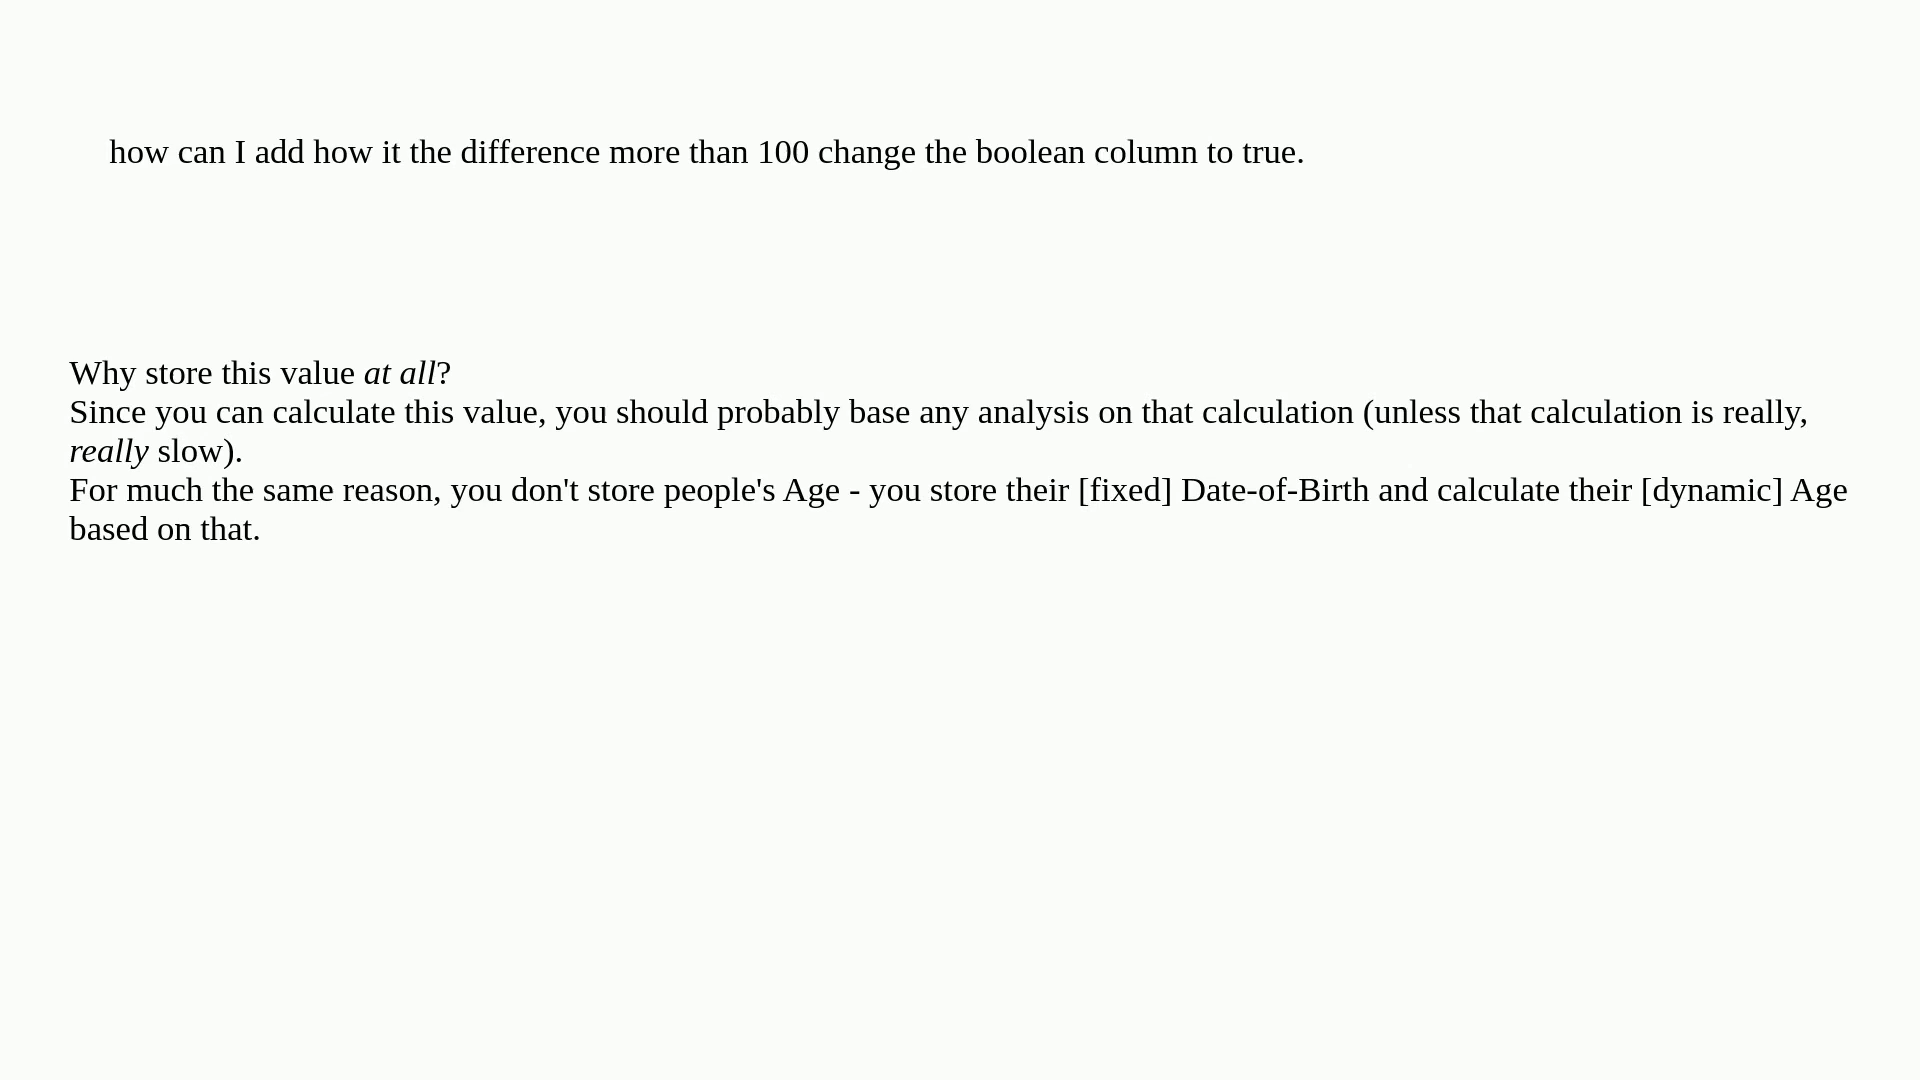 how can I add how it the difference more than 100 change the boolean column to true.
Why store this value at all?
Since you can calculate this value, you should probably base any analysis on that calculation (unless that calculation is really,
really slow).
For much the same reason, you don't store people's Age - you store their [fixed] Date-of-Birth and calculate their [dynamic] Age
based on that.